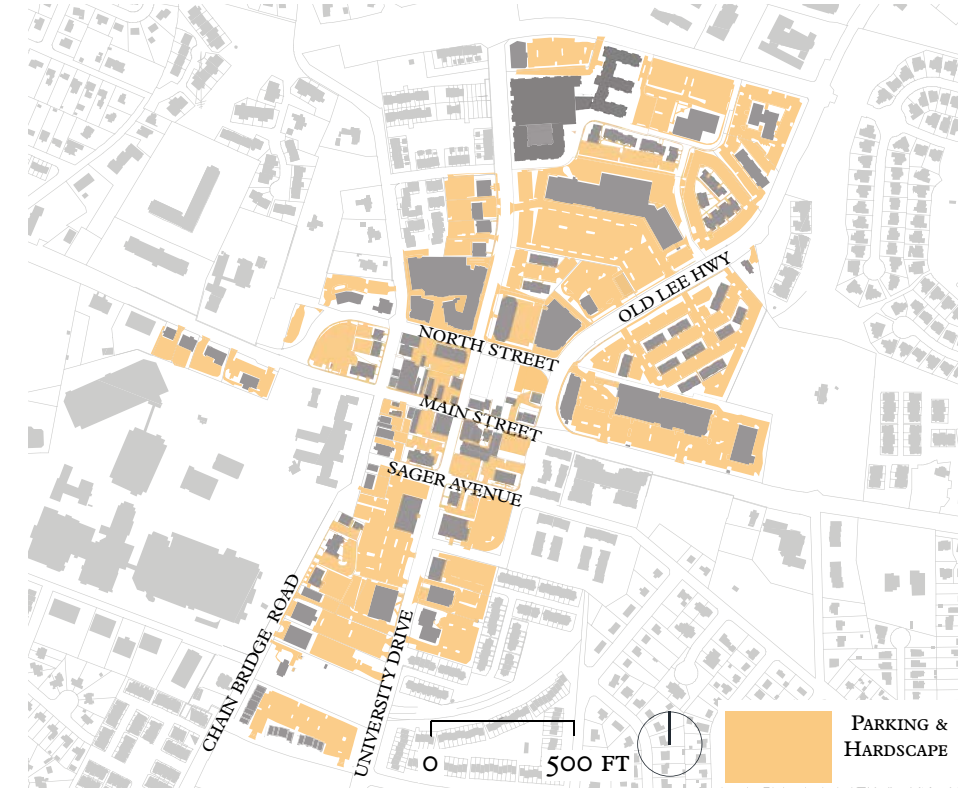 OLD LEE HWY
NORTH STREET
MAIN STREET
SAGER AVENUE
CHAIN BRIDGE ROAD
UNIVERSITY DRIVE
0 500 FT
PARKING &
HARDSCAPE